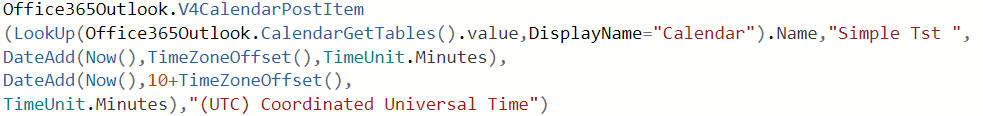 Office365Outlook.V4CalendarPostItem
(LookUp(Office365Outlook.CalendarGetTables().value,DisplayName="Calendar").Name,"Simple Tst ",
DateAdd(Now(),TimeZoneOffset(),TimeUnit.Minutes),
DateAdd(Now(),10+TimeZoneOffset(),
TimeUnit.Minutes),"(UTC) Coordinated Universal Time")